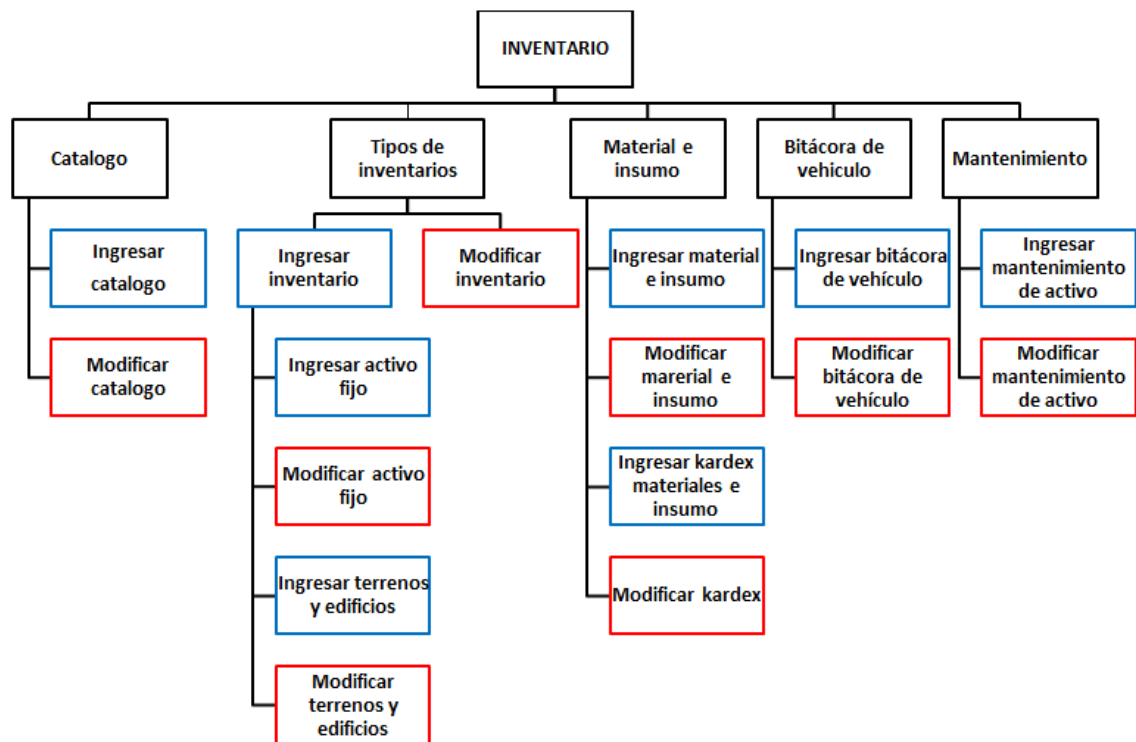 INVENTARIO
Catalogo
Tipos de
inventarios
Material e
insumo
Bitácora de
vehiculo
Mantenimiento
Ingresar
catalogo
Modificar
catalogo
Ingresar
inventario
Modificar
inventario
Ingresar activo
fijo
Modificar activo
fijo
Ingresar terrenos
y edificios
Modificar
terrenos y
edificios
Ingresar material
e insumo
Modificar
marerial e
insumo
Ingresar kardex
materiales e
insumo
Modificar kardex
Ingresar bitácora
de vehículo
Modificar
bitácora de
vehículo
Ingresar
mantenimiento
de activo
Modificar
mantenimiento
de activo